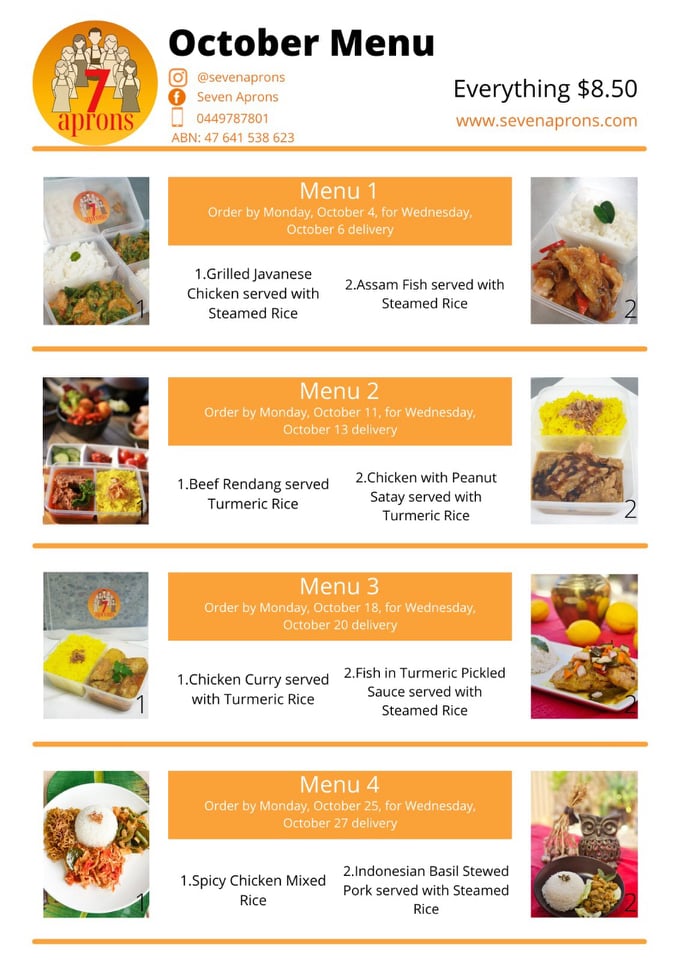 October Menu
7
aprons
@sevenaprons
Seven Aprons
0449787801
ABN: 47 641 538 623
Everything $8.50
www.sevenaprons.com
Menu 1
Order by Monday, October 4, for Wednesday,
October 6 delivery
7
aprons
1.Grilled Javanese
Chicken served with
Steamed Rice
2.Assam Fish served with
Steamed Rice
1
2
Menu 2
Order by Monday, October 11, for Wednesday,
October 13 delivery
1.Beef Rendang served
Turmeric Rice
2.Chicken with Peanut
Satay served with
Turmeric Rice
1
2
Menu 3
Order by Monday, October 18, for Wednesday,
October 20 delivery
7
aprons
1.Chicken Curry served
with Turmeric Rice
2.Fish in Turmeric Pickled
Sauce served with
Steamed Rice
1
2
Menu 4
Order by Monday, October 25, for Wednesday,
October 27 delivery
1.Spicy Chicken Mixed
Rice
2.Indonesian Basil Stewed
Pork served with Steamed
Rice
1
2